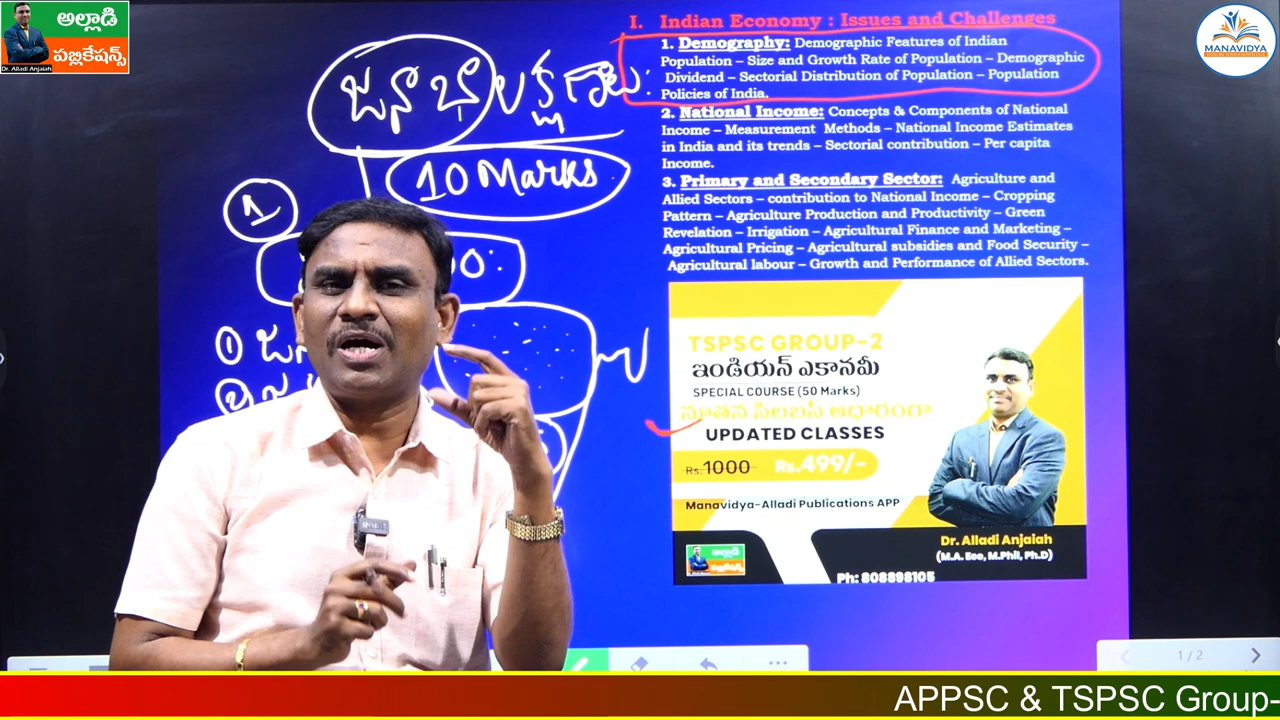 అల్లాడి
పబ్లికేషన్స్
Dr. Alladi Anjaiah
MANAVIDYA
జనాభా లక్షణాలు:
10 Marks
1
I. Indian Economy : Issues and Challenges
1. Demography: Demographic Features of Indian
Population – Size and Growth Rate of Population – Demographic
Dividend – Sectorial Distribution of Population – Population
Policies of India.
2. National Income: Concepts & Components of National
Income – Measurement Methods – National Income Estimates
in India and its trends – Sectorial contribution – Per capita
Income.
3. Primary and Secondary Sector: Agriculture and
Allied Sectors – contribution to National Income – Cropping
Pattern – Agriculture Production and Productivity – Green
Revelation – Irrigation – Agricultural Finance and Marketing –
Agricultural Pricing – Agricultural subsidies and Food Security –
Agricultural labour – Growth and Performance of Allied Sectors.
TSPSC GROUP-2
ఇండియన్ ఎకానమీ
SPECIAL COURSE (50 Marks)
నూతన సిలబస్ ఆధారంగా
UPDATED CLASSES
Rs.1000 Rs.499/-
Manavidya-Alladi Publications APP
Dr. Alladi Anjaiah
(M.A. Eco, M.Phil, Ph.D)
Ph: 808898105
1 / 2
APPSC & TSPSC Group-